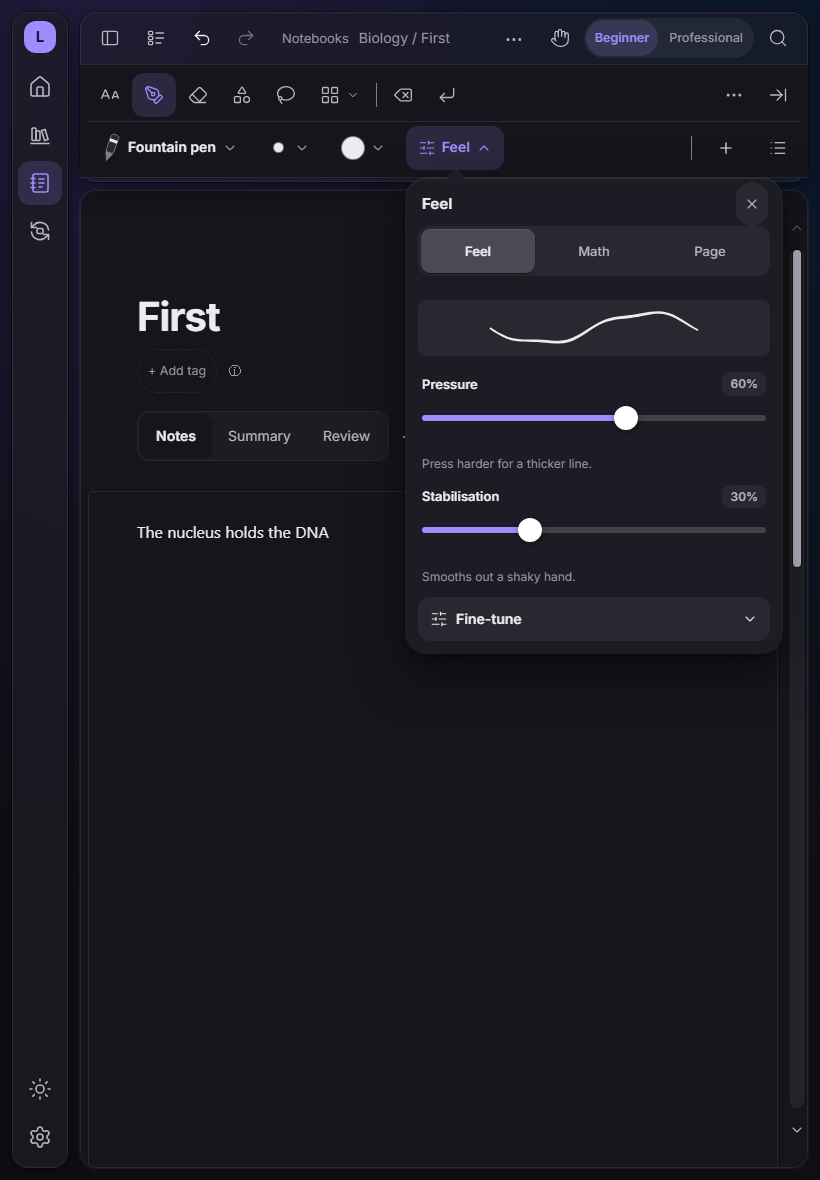 L
Notebooks Biology / First
Beginner Professional
AA
Fountain pen
Feel
Feel
Feel Math Page
First
+ Add tag
Pressure 60%
Notes Summary Review
Press harder for a thicker line.
Stabilisation 30%
The nucleus holds the DNA
Smooths out a shaky hand.
Fine-tune